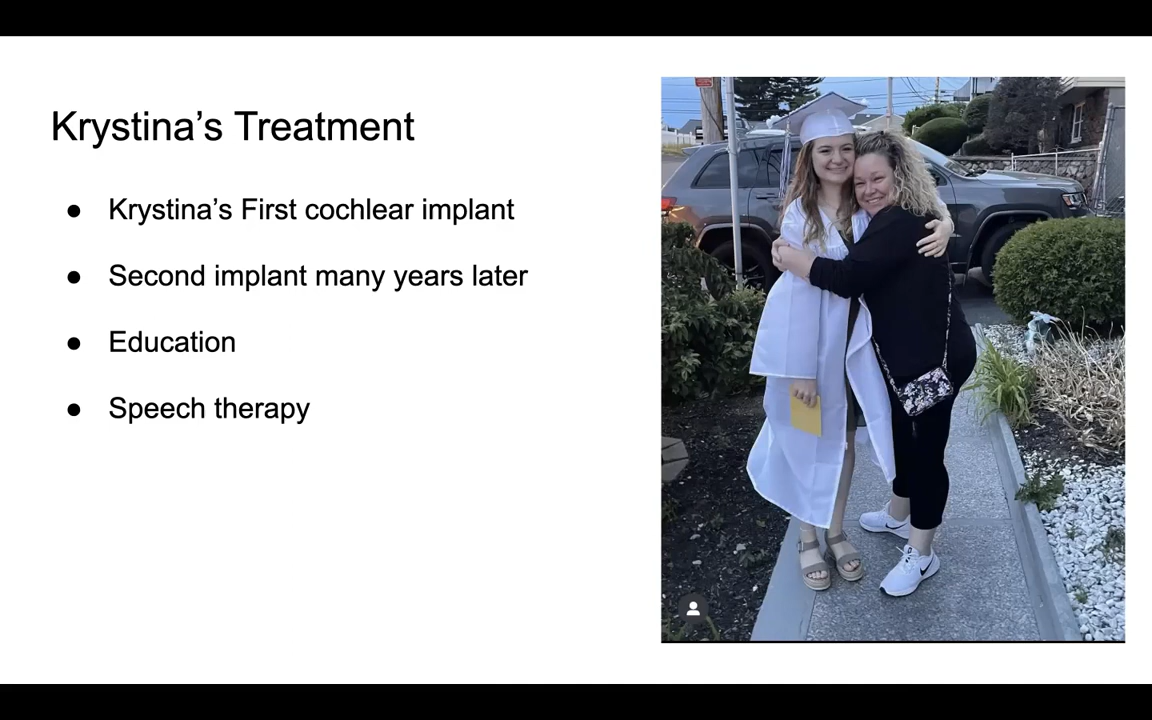 Krystina’s Treatment
● Krystina’s First cochlear implant
● Second implant many years later
● Education
● Speech therapy